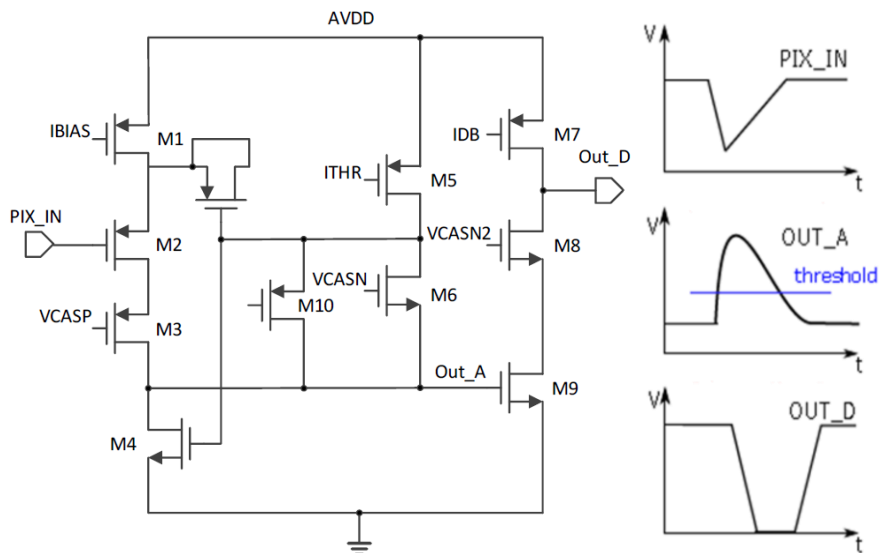 AVDD
V
PIX_IN
t
IBIAS
M1
IDB
M7
Out_D
ITHR
M5
PIX_IN
M2
VCASN2
M8
V
OUT_A
threshold
t
VCASP
M3
M10
VCASN
M6
Out_A
M9
M4
V
OUT_D
t